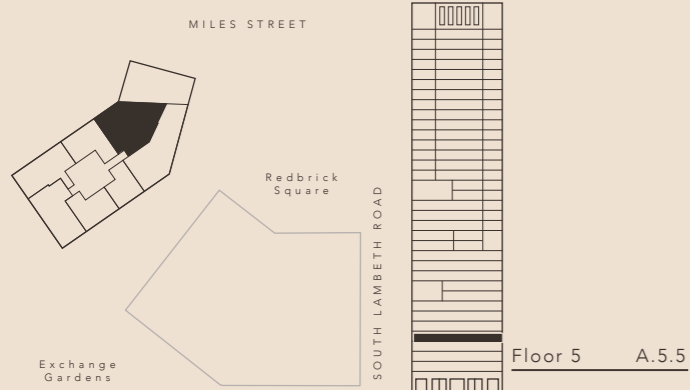 MILES STREET
Redbrick
Square
SOUTH LAMBETH ROAD
Floor 5 A.5.5
Exchange
Gardens